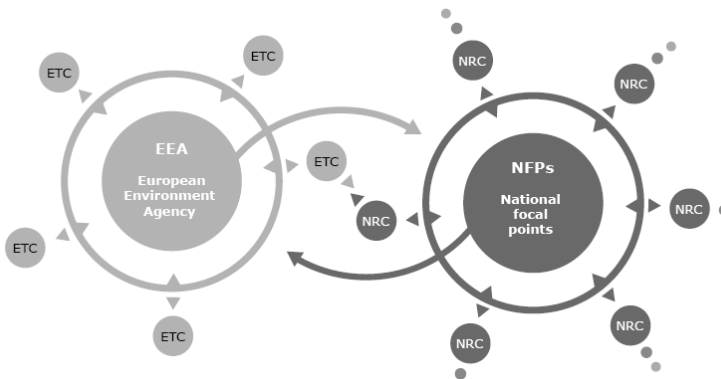 ETC
ETC
ETC
ETC
ETC
EEA
European
Environment
Agency
NRC
NRC
NRC
NRC
NRC
NRC
NFPs
National
focal
points